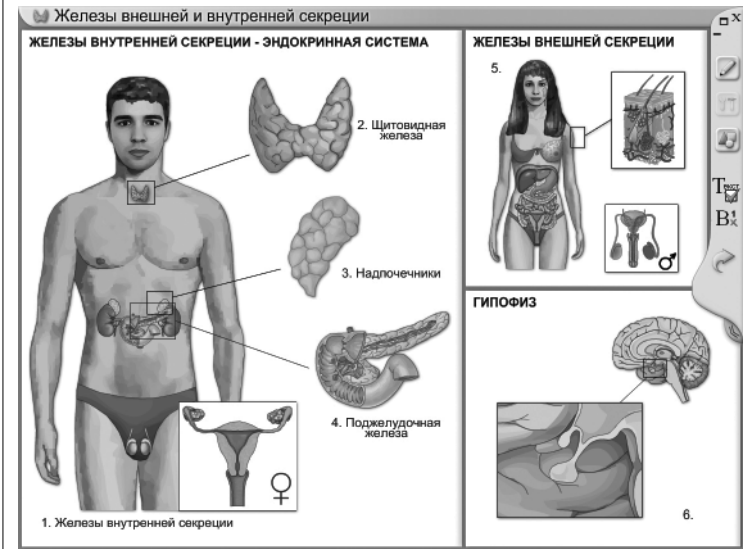 Железы внешней и внутренней секреции
ЖЕЛЕЗЫ ВНУТРЕННЕЙ СЕКРЕЦИИ - ЭНДОКРИННАЯ СИСТЕМА
2. Щитовидная
железа
3. Надпочечники
4. Поджелудочная
железа
1. Железы внутренней секреции
ЖЕЛЕЗЫ ВНЕШНЕЙ СЕКРЕЦИИ
5.
ГИПОФИЗ
6.